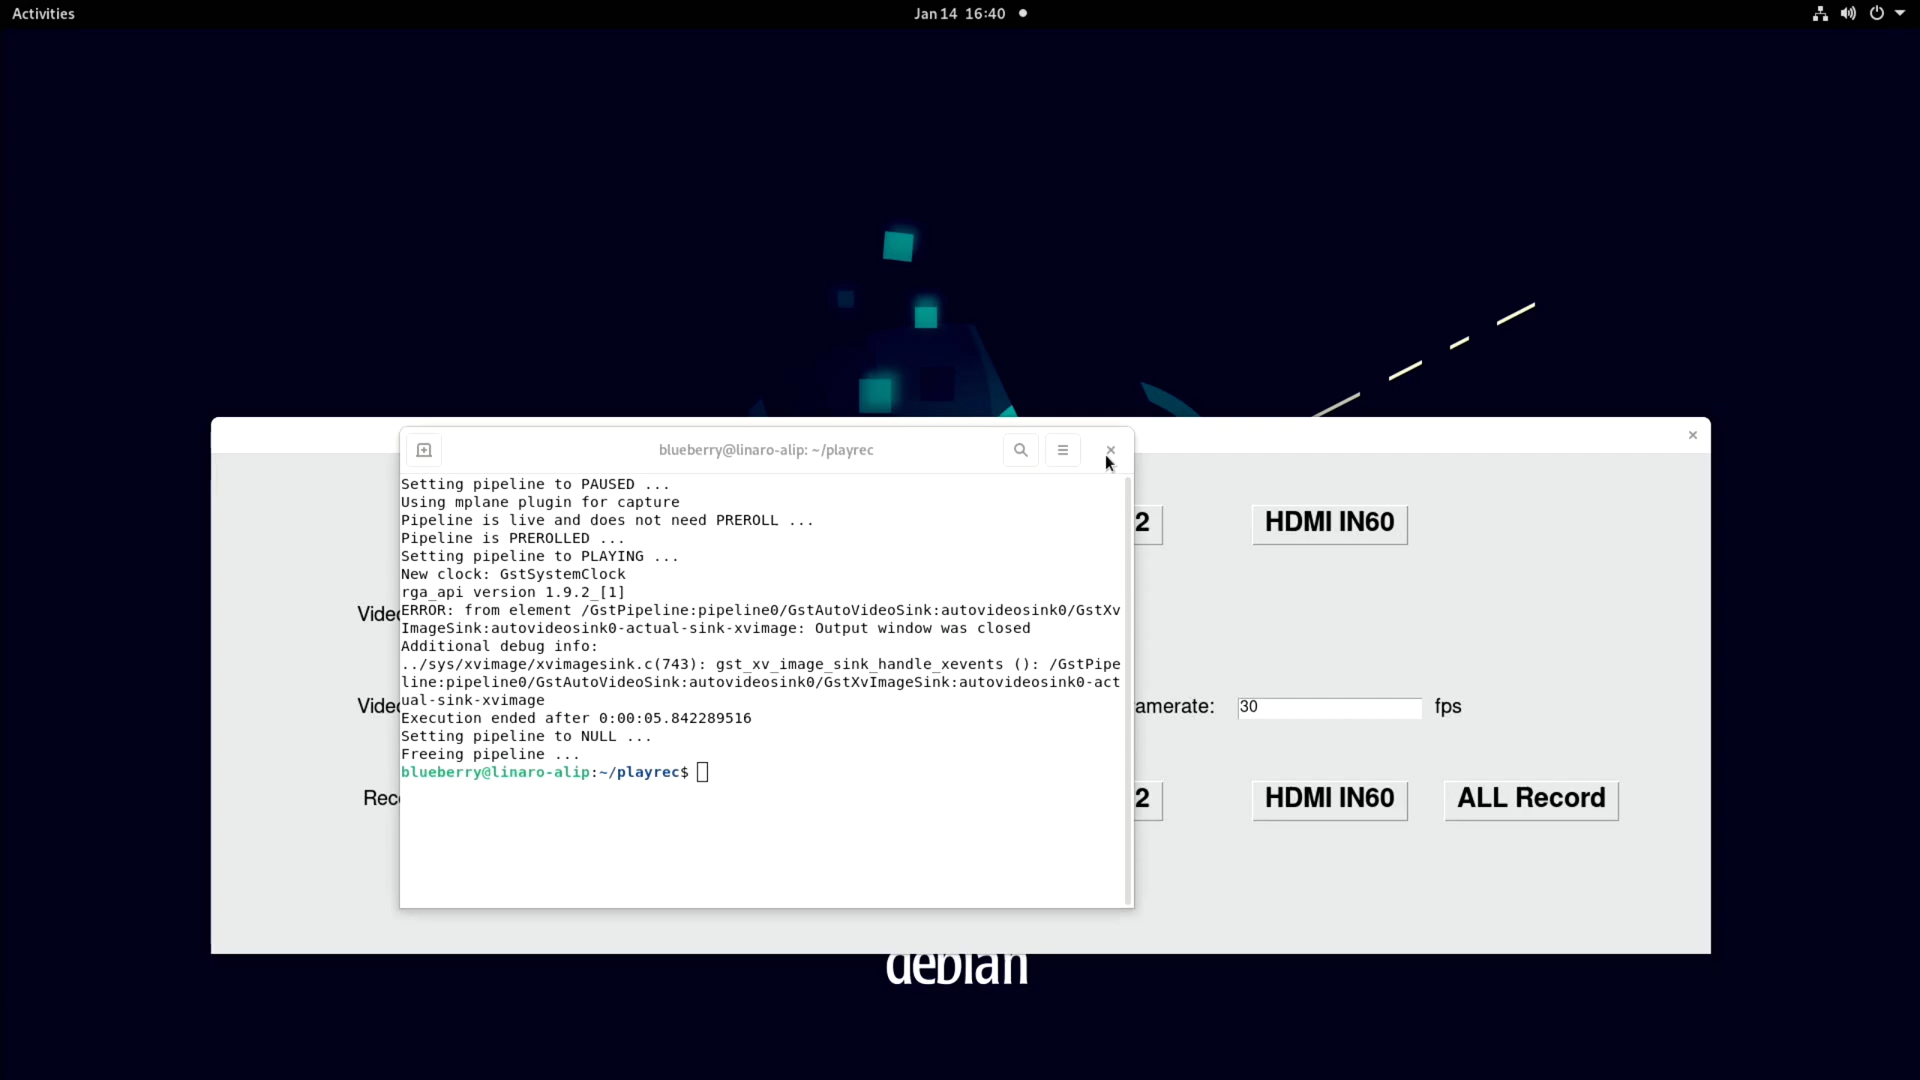 Activities
Jan 14 16:40
blueberry@linaro-alip: ~/playrec
Setting pipeline to PAUSED ...
Using mplane plugin for capture
Pipeline is live and does not need PREROLL ...
Pipeline is PREROLLED ...
Setting pipeline to PLAYING ...
New clock: GstSystemClock
rga_api version 1.9.2_[1]
ERROR: from element /GstPipeline:pipeline0/GstAutoVideoSink:autovideosink0/GstXv
ImageSink:autovideosink0-actual-sink-xvimage: Output window was closed
Additional debug info:
../sys/xvimage/xvimagesink.c(743): gst_xv_image_sink_handle_xevents (): /GstPipe
line:pipeline0/GstAutoVideoSink:autovideosink0/GstXvImageSink:autovideosink0-act
ual-sink-xvimage
Execution ended after 0:00:05.842289516
Setting pipeline to NULL ...
Freeing pipeline ...
blueberry@linaro-alip:~/playrec$
2 HDMI IN60
Video
Video amerate: 30 fps
Rec 2 HDMI IN60 ALL Record
debian